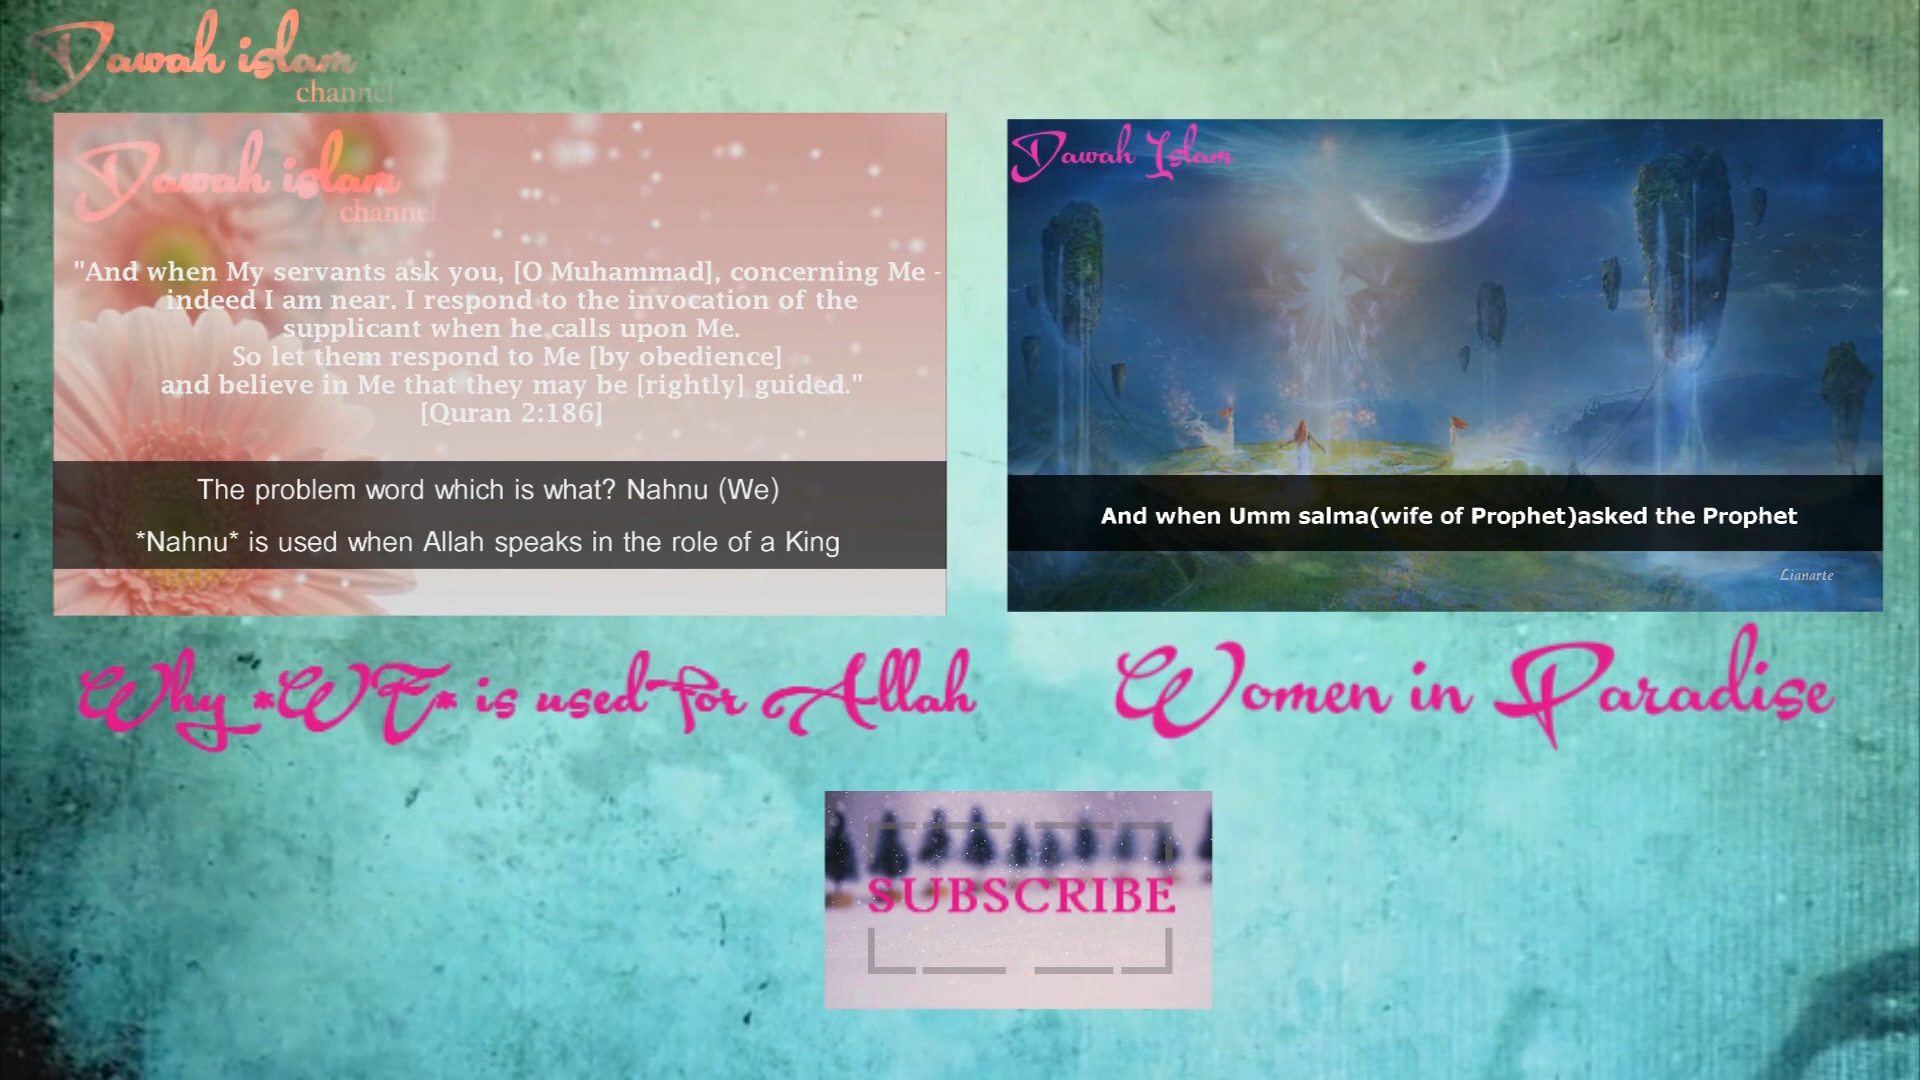 Dawah islam
channel
Dawah islam
channel
"And when My servants ask you, [O Muhammad], concerning Me -
indeed I am near. I respond to the invocation of the
supplicant when he calls upon Me.
So let them respond to Me [by obedience]
and believe in Me that they may be [rightly] guided."
[Quran 2:186]
The problem word which is what? Nahnu (We)
*Nahnu* is used when Allah speaks in the role of a King
Dawah Islam
And when Umm salma(wife of Prophet)asked the Prophet
Lianarte
Why *WE* is used for Allah
Women in Paradise
SUBSCRIBE